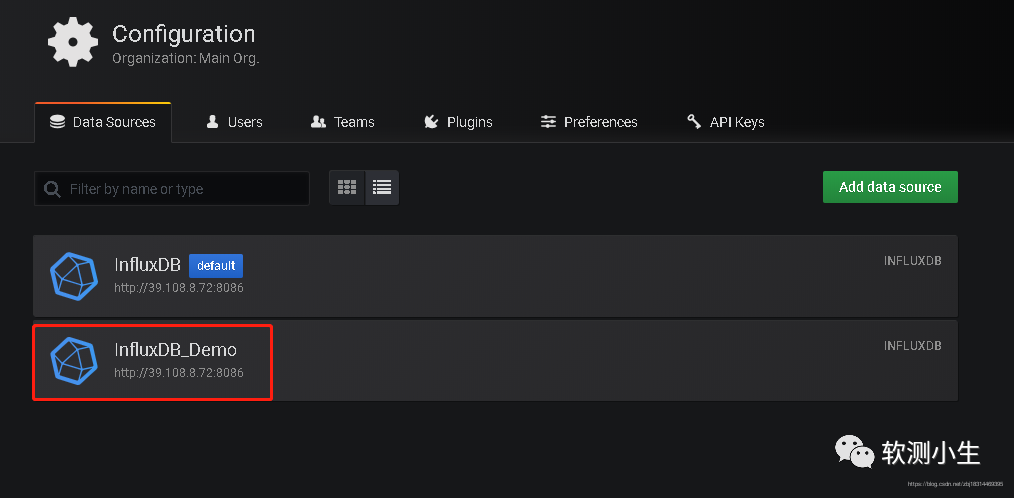 Configuration
Organization: Main Org.
Data Sources Users Teams Plugins Preferences API Keys
Filter by name or type
Add data source
InfluxDB default INFLUXDB
http://39.108.8.72:8086
InfluxDB_Demo INFLUXDB
http://39.108.8.72:8086
软测小生
https://blog.csdn.net/zbj18314469395